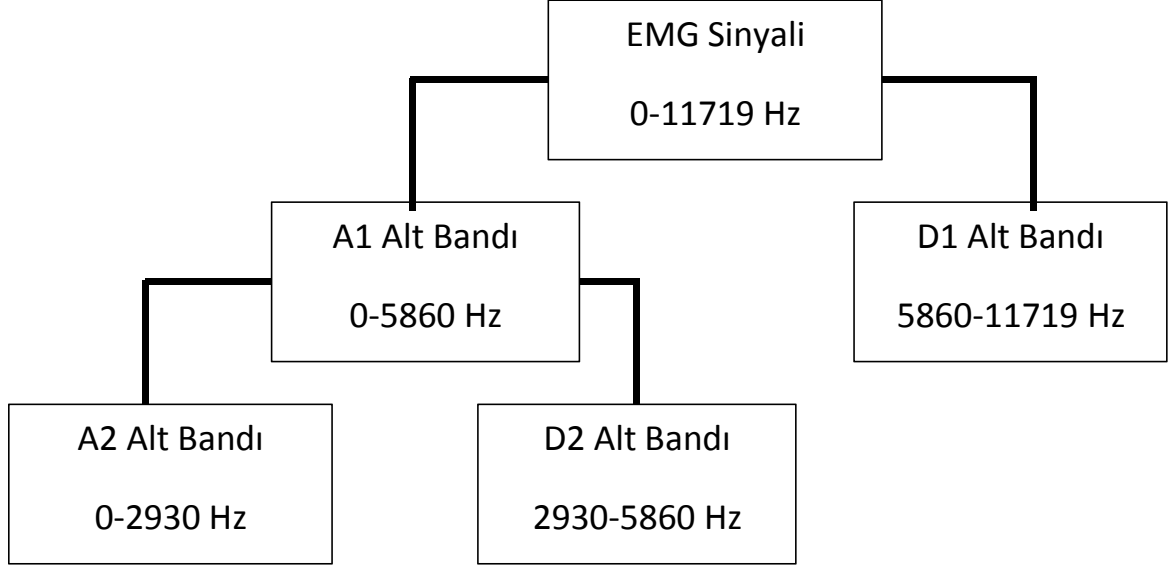 EMG Sinyali
0-11719 Hz
A1 Alt Bandı
0-5860 Hz
D1 Alt Bandı
5860-11719 Hz
A2 Alt Bandı
0-2930 Hz
D2 Alt Bandı
2930-5860 Hz